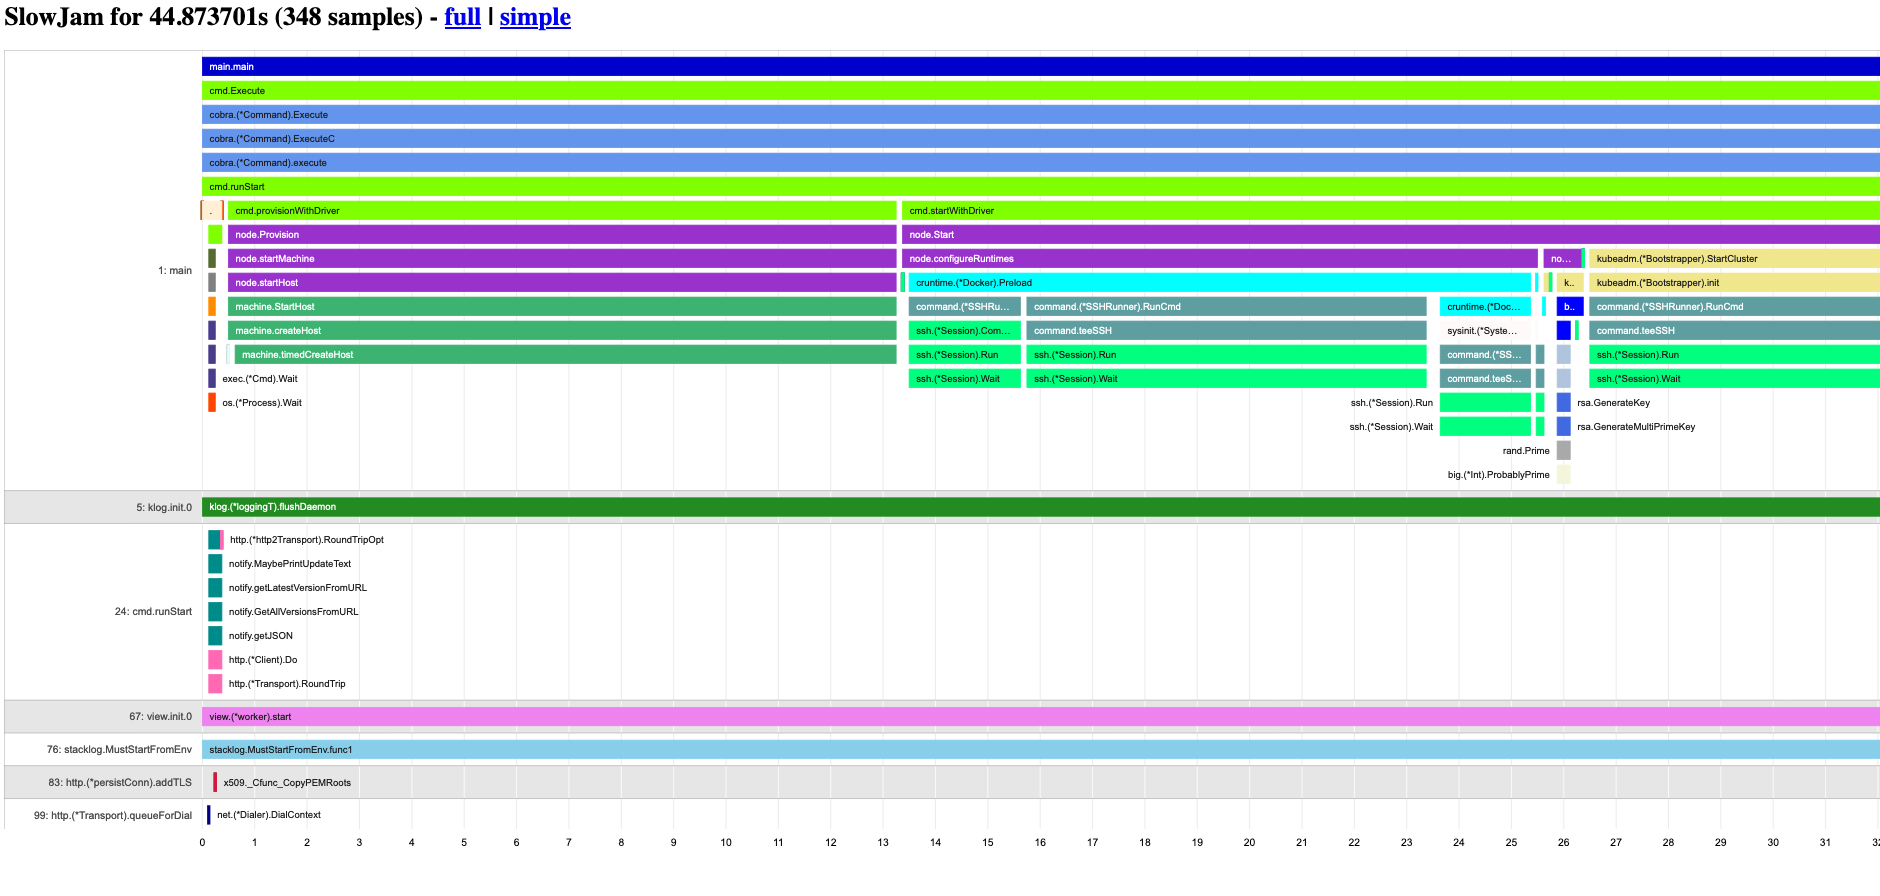 SlowJam for 44.873701s (348 samples) - full | simple
main.main
cmd.Execute
cobra.(*Command).Execute
cobra.(*Command).ExecuteC
cobra.(*Command).execute
cmd.runStart
. cmd.provisionWithDriver cmd.startWithDriver
node.Provision node.Start
node.startMachine node.configureRuntimes no... kubeadm.(*Bootstrapper).StartCluster
1: main
node.startHost cruntime.(*Docker).Preload k.. kubeadm.(*Bootstrapper).init
machine.StartHost command.(*SSHRu... command.(*SSHRunner).RunCmd cruntime.(*Doc... b.. command.(*SSHRunner).RunCmd
machine.createHost ssh.(*Session).Com... command.teeSSH sysinit.(*Syste... command.teeSSH
machine.timedCreateHost ssh.(*Session).Run ssh.(*Session).Run command.(*SS... ssh.(*Session).Run
exec.(*Cmd).Wait ssh.(*Session).Wait ssh.(*Session).Wait command.teeS... ssh.(*Session).Wait
os.(*Process).Wait ssh.(*Session).Run rsa.GenerateKey
ssh.(*Session).Wait rsa.GenerateMultiPrimeKey
rand.Prime
big.(*Int).ProbablyPrime
5: klog.init.0 klog.(*loggingT).flushDaemon
http.(*http2Transport).RoundTripOpt
notify.MaybePrintUpdateText
notify.getLatestVersionFromURL
24: cmd.runStart notify.GetAllVersionsFromURL
notify.getJSON
http.(*Client).Do
http.(*Transport).RoundTrip
67: view.init.0 view.(*worker).start
76: stacklog.MustStartFromEnv stacklog.MustStartFromEnv.func1
83: http.(*persistConn).addTLS x509._Cfunc_CopyPEMRoots
99: http.(*Transport).queueForDial net.(*Dialer).DialContext
0 1 2 3 4 5 6 7 8 9 10 11 12 13 14 15 16 17 18 19 20 21 22 23 24 25 26 27 28 29 30 31 32